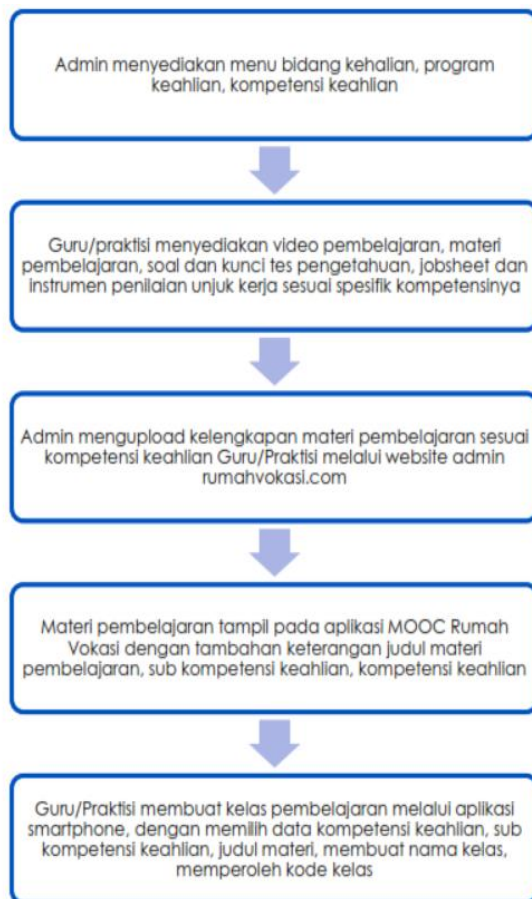 Admin menyediakan menu bidang kehalian, program
keahlian, kompetensi keahlian
Guru/praktisi menyediakan video pembelajaran, materi
pembelajaran, soal dan kunci tes pengetahuan, jobsheet dan
instrumen penilaian unjuk kerja sesuai spesifik kompetensinya
Admin mengupload kelengkapan materi pembelajaran sesuai
kompetensi keahlian Guru/Praktisi melalui website admin
rumahvokasi.com
Materi pembelajaran tampil pada aplikasi MOOC Rumah
Vokasi dengan tambahan keterangan judul materi
pembelajaran, sub kompetensi keahlian, kompetensi keahlian
Guru/Praktisi membuat kelas pembelajaran melalui aplikasi
smartphone, dengan memilih data kompetensi keahlian, sub
kompetensi keahlian, judul materi, membuat nama kelas,
memperoleh kode kelas